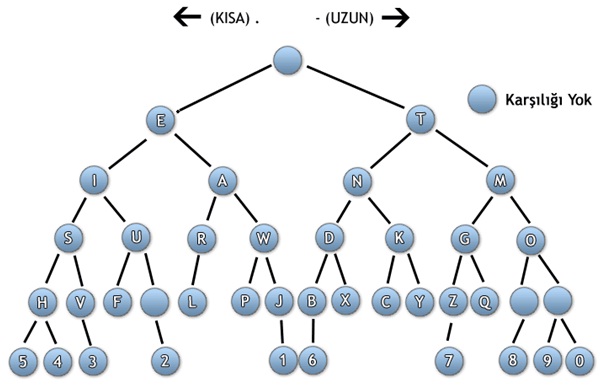 (KISA) . - (UZUN)
Karşılığı Yok
E T
I A N M
S U R W D K G O
H V F L P J B X C Y Z Q
5 4 3 2 1 6 7 8 9 0